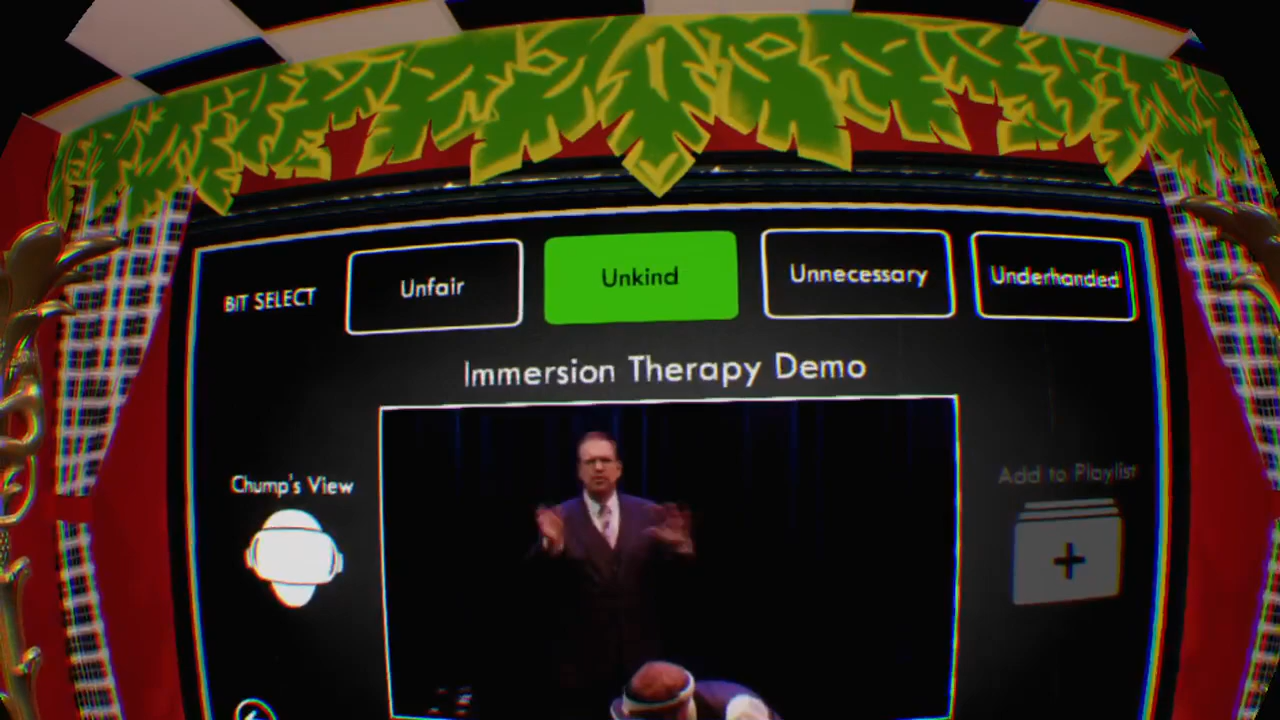 BIT SELECT
Unfair
Unkind
Unnecessary
Underhanded
Immersion Therapy Demo
Chump's View
Add to Playlist